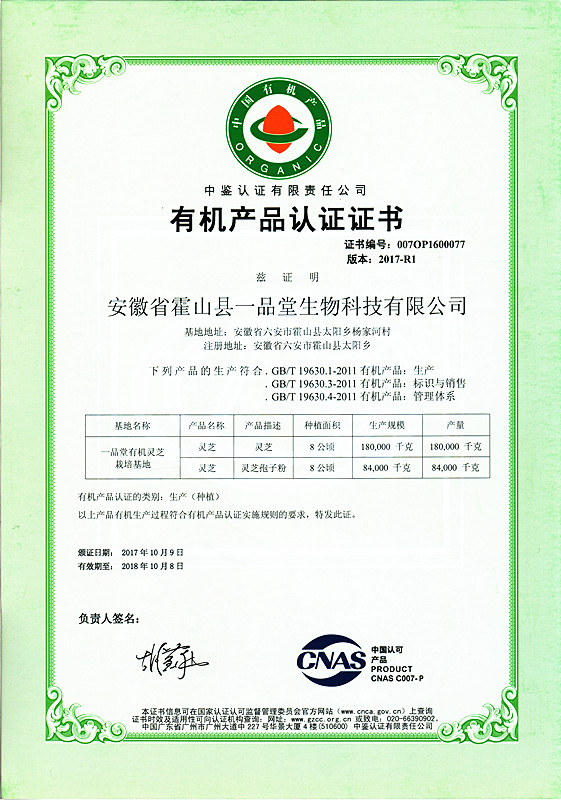 中国有机产品
ORGANIC
中鉴认证有限责任公司
有机产品认证证书
证书编号：007OP1600077
版本：2017-R1
兹 证 明
安徽省霍山县一品堂生物科技有限公司
基地地址：安徽省六安市霍山县太阳乡杨家河村
注册地址：安徽省六安市霍山县太阳乡
下列产品的生产符合. GB/T 19630.1-2011 有机产品：生产
. GB/T 19630.3-2011 有机产品：标识与销售
. GB/T 19630.4-2011 有机产品：管理体系
基地名称 产品名称 产品描述 种植面积 生产规模 产量
一品堂有机灵芝栽培基地 灵芝 灵芝 8 公顷 180,000 千克 180,000 千克
灵芝 灵芝孢子粉 8 公顷 84,000 千克 84,000 千克
有机产品认证的类别：生产（种植）
以上产品有机生产过程符合有机产品认证实施规则的要求，特发此证。
颁证日期： 2017 年 10 月 9 日
有效期至： 2018 年 10 月 8 日
负责人签名：
CNAS
中国认可
产品
PRODUCT
CNAS C007-P
本证书信息可在国家认证认可监督管理委员会官方网站（www.cnca.gov.cn）上查询
证书时效及适用性可向认证机构查询：网址：www.gzcc.org.cn 或致电：020-66390902。
中国广东省广州市广州大道中 227 号华景大厦 4 楼(510600) 中鉴认证有限责任公司